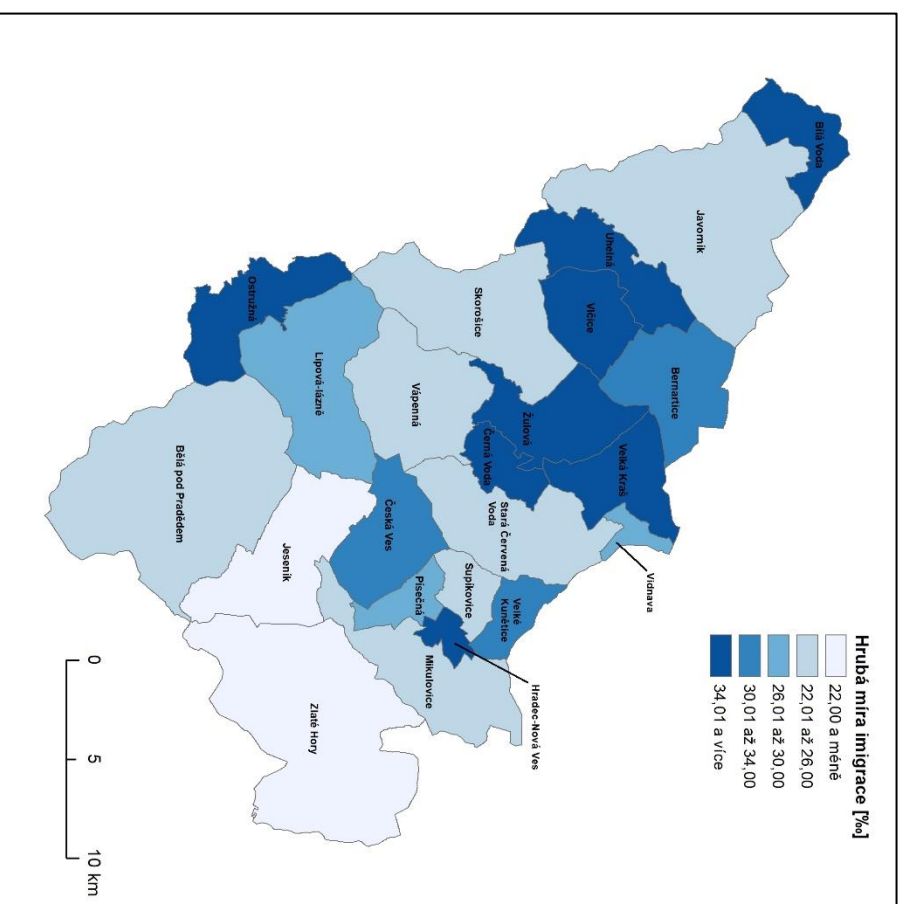 Hrubá míra imigrace [‰]
22,00 a méně
22,01 až 26,00
26,01 až 30,00
30,01 až 34,00
34,01 a více
Bílá Voda
Javorník
Uhelná
Vlčice
Bernartice
Skorošice
Žulová
Černá Voda
Velká Kraš
Vidnava
Stará Červená
Voda
Vápenná
Ostružná
Lipová-lázně
Česká Ves
Supíkovice
Velké
Kunětice
Písečná
Hradec-Nová Ves
Mikulovice
Jeseník
Bělá pod Pradědem
Zlaté Hory
0 5 10 km